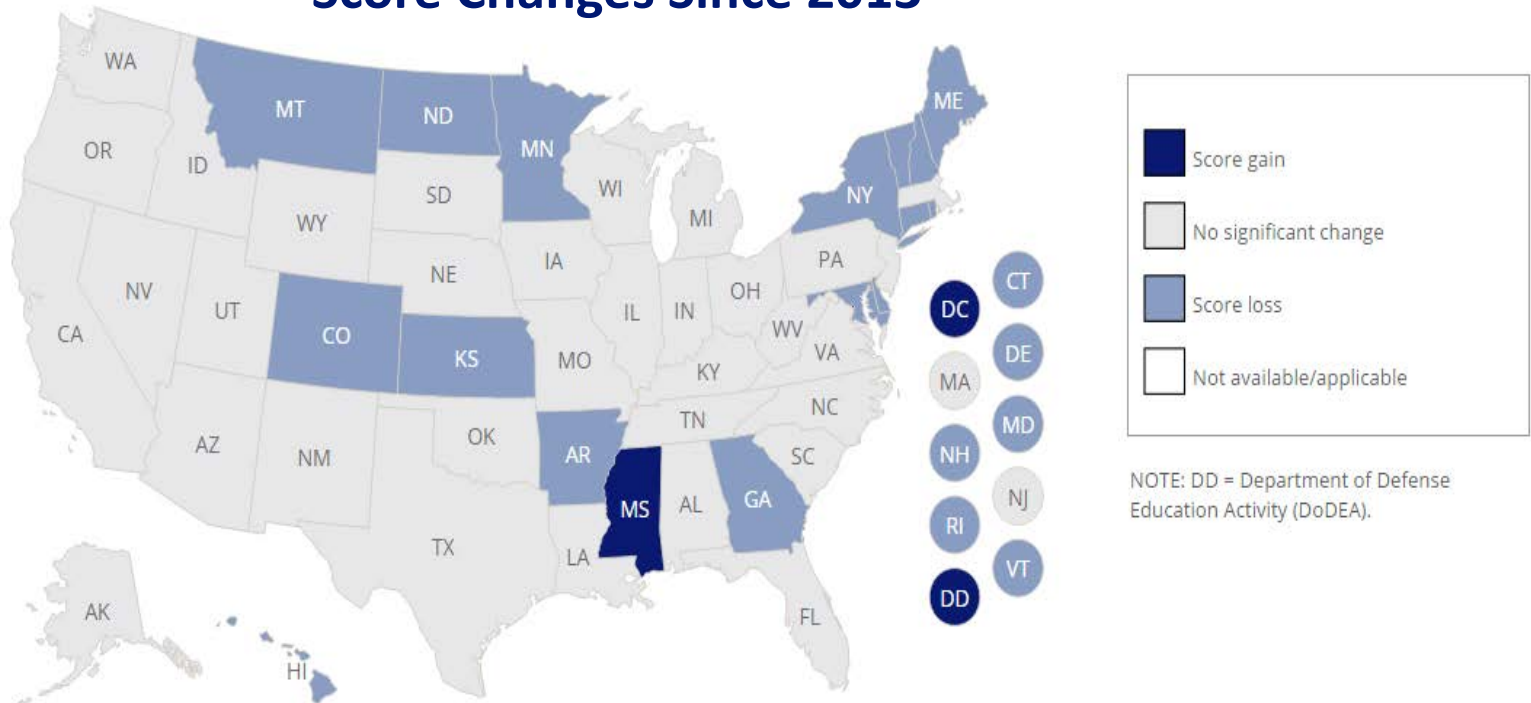 Score Changes Since
WA
MT
ND
MN
ME
OR
ID
SD
WI
NY
WY
MI
IA
PA
NE
NV
UT
CO
IL
IN
OH
CA
KS
MO
WV
VA
KY
NC
TN
AZ
NM
OK
AR
SC
MS
AL
GA
TX
LA
FL
AK
HI
CT
DC
DE
MA
MD
NH
NJ
RI
VT
DD
Score gain
No significant change
Score loss
Not available/applicable
NOTE: DD = Department of Defense
Education Activity (DoDEA).